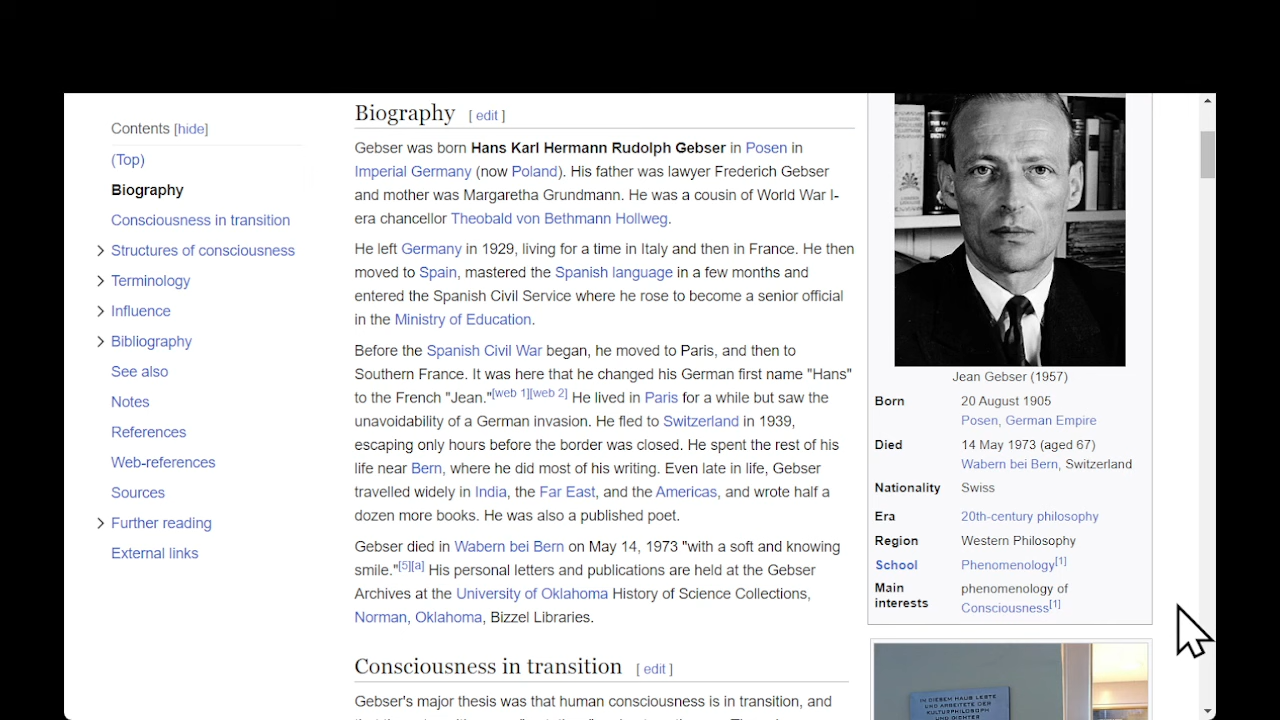 Contents [hide]
(Top)
Biography
Consciousness in transition
Structures of consciousness
Terminology
Influence
Bibliography
See also
Notes
References
Web-references
Sources
Further reading
External links
Biography [ edit ]
Gebser was born Hans Karl Hermann Rudolph Gebser in Posen in
Imperial Germany (now Poland). His father was lawyer Frederich Gebser
and mother was Margaretha Grundmann. He was a cousin of World War I-
era chancellor Theobald von Bethmann Hollweg.
He left Germany in 1929, living for a time in Italy and then in France. He then
moved to Spain, mastered the Spanish language in a few months and
entered the Spanish Civil Service where he rose to become a senior official
in the Ministry of Education.
Before the Spanish Civil War began, he moved to Paris, and then to
Southern France. It was here that he changed his German first name "Hans"
to the French "Jean."[web 1][web 2] He lived in Paris for a while but saw the
unavoidability of a German invasion. He fled to Switzerland in 1939,
escaping only hours before the border was closed. He spent the rest of his
life near Bern, where he did most of his writing. Even late in life, Gebser
travelled widely in India, the Far East, and the Americas, and wrote half a
dozen more books. He was also a published poet.
Gebser died in Wabern bei Bern on May 14, 1973 "with a soft and knowing
smile."[5][a] His personal letters and publications are held at the Gebser
Archives at the University of Oklahoma History of Science Collections,
Norman, Oklahoma, Bizzel Libraries.
Consciousness in transition [ edit ]
Gebser's major thesis was that human consciousness is in transition, and
Jean Gebser (1957)
Born 20 August 1905
Posen, German Empire
Died 14 May 1973 (aged 67)
Wabern bei Bern, Switzerland
Nationality Swiss
Era 20th-century philosophy
Region Western Philosophy
School Phenomenology[1]
Main interests phenomenology of
Consciousness[1]
IN DIESEM HAUS LEBTE
UND ARBEITETE DER
KULTURPHILOSOPH
UND DICHTER